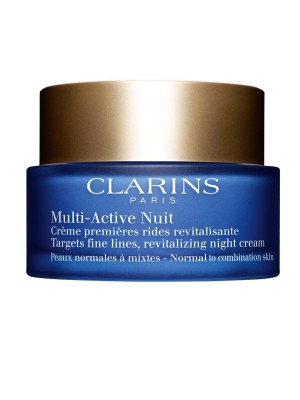 CLARINS
PARIS
Multi-Active Nuit
Crème premières rides revitalisante
Targets fine lines, revitalizing night cream
Peaux normales à mixtes - Normal to combination skin